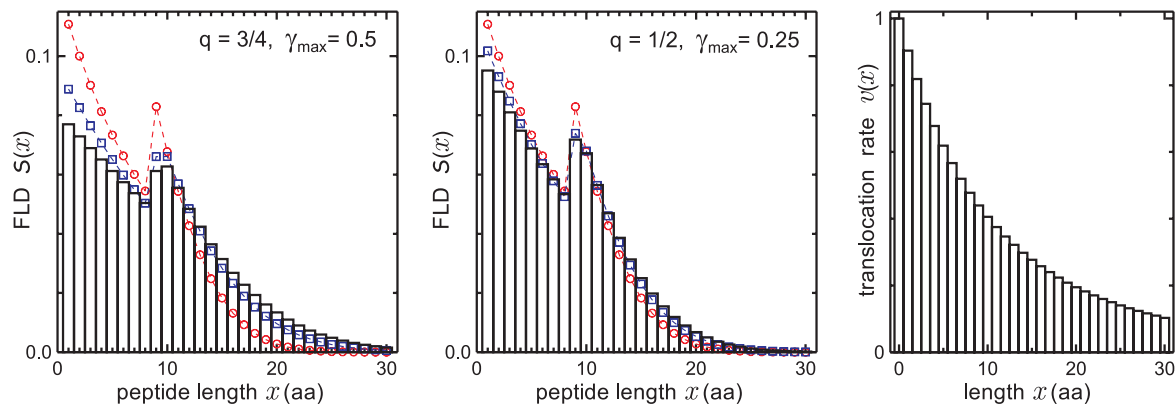 FLD S(x)
0.1
0.0
q = 3/4, γmax= 0.5
0 10 20 30
peptide length x (aa)
FLD S(x)
0.1
0.0
q = 1/2, γmax= 0.25
0 10 20 30
peptide length x (aa)
translocation rate v(x)
1
0
0 10 20 30
length x (aa)